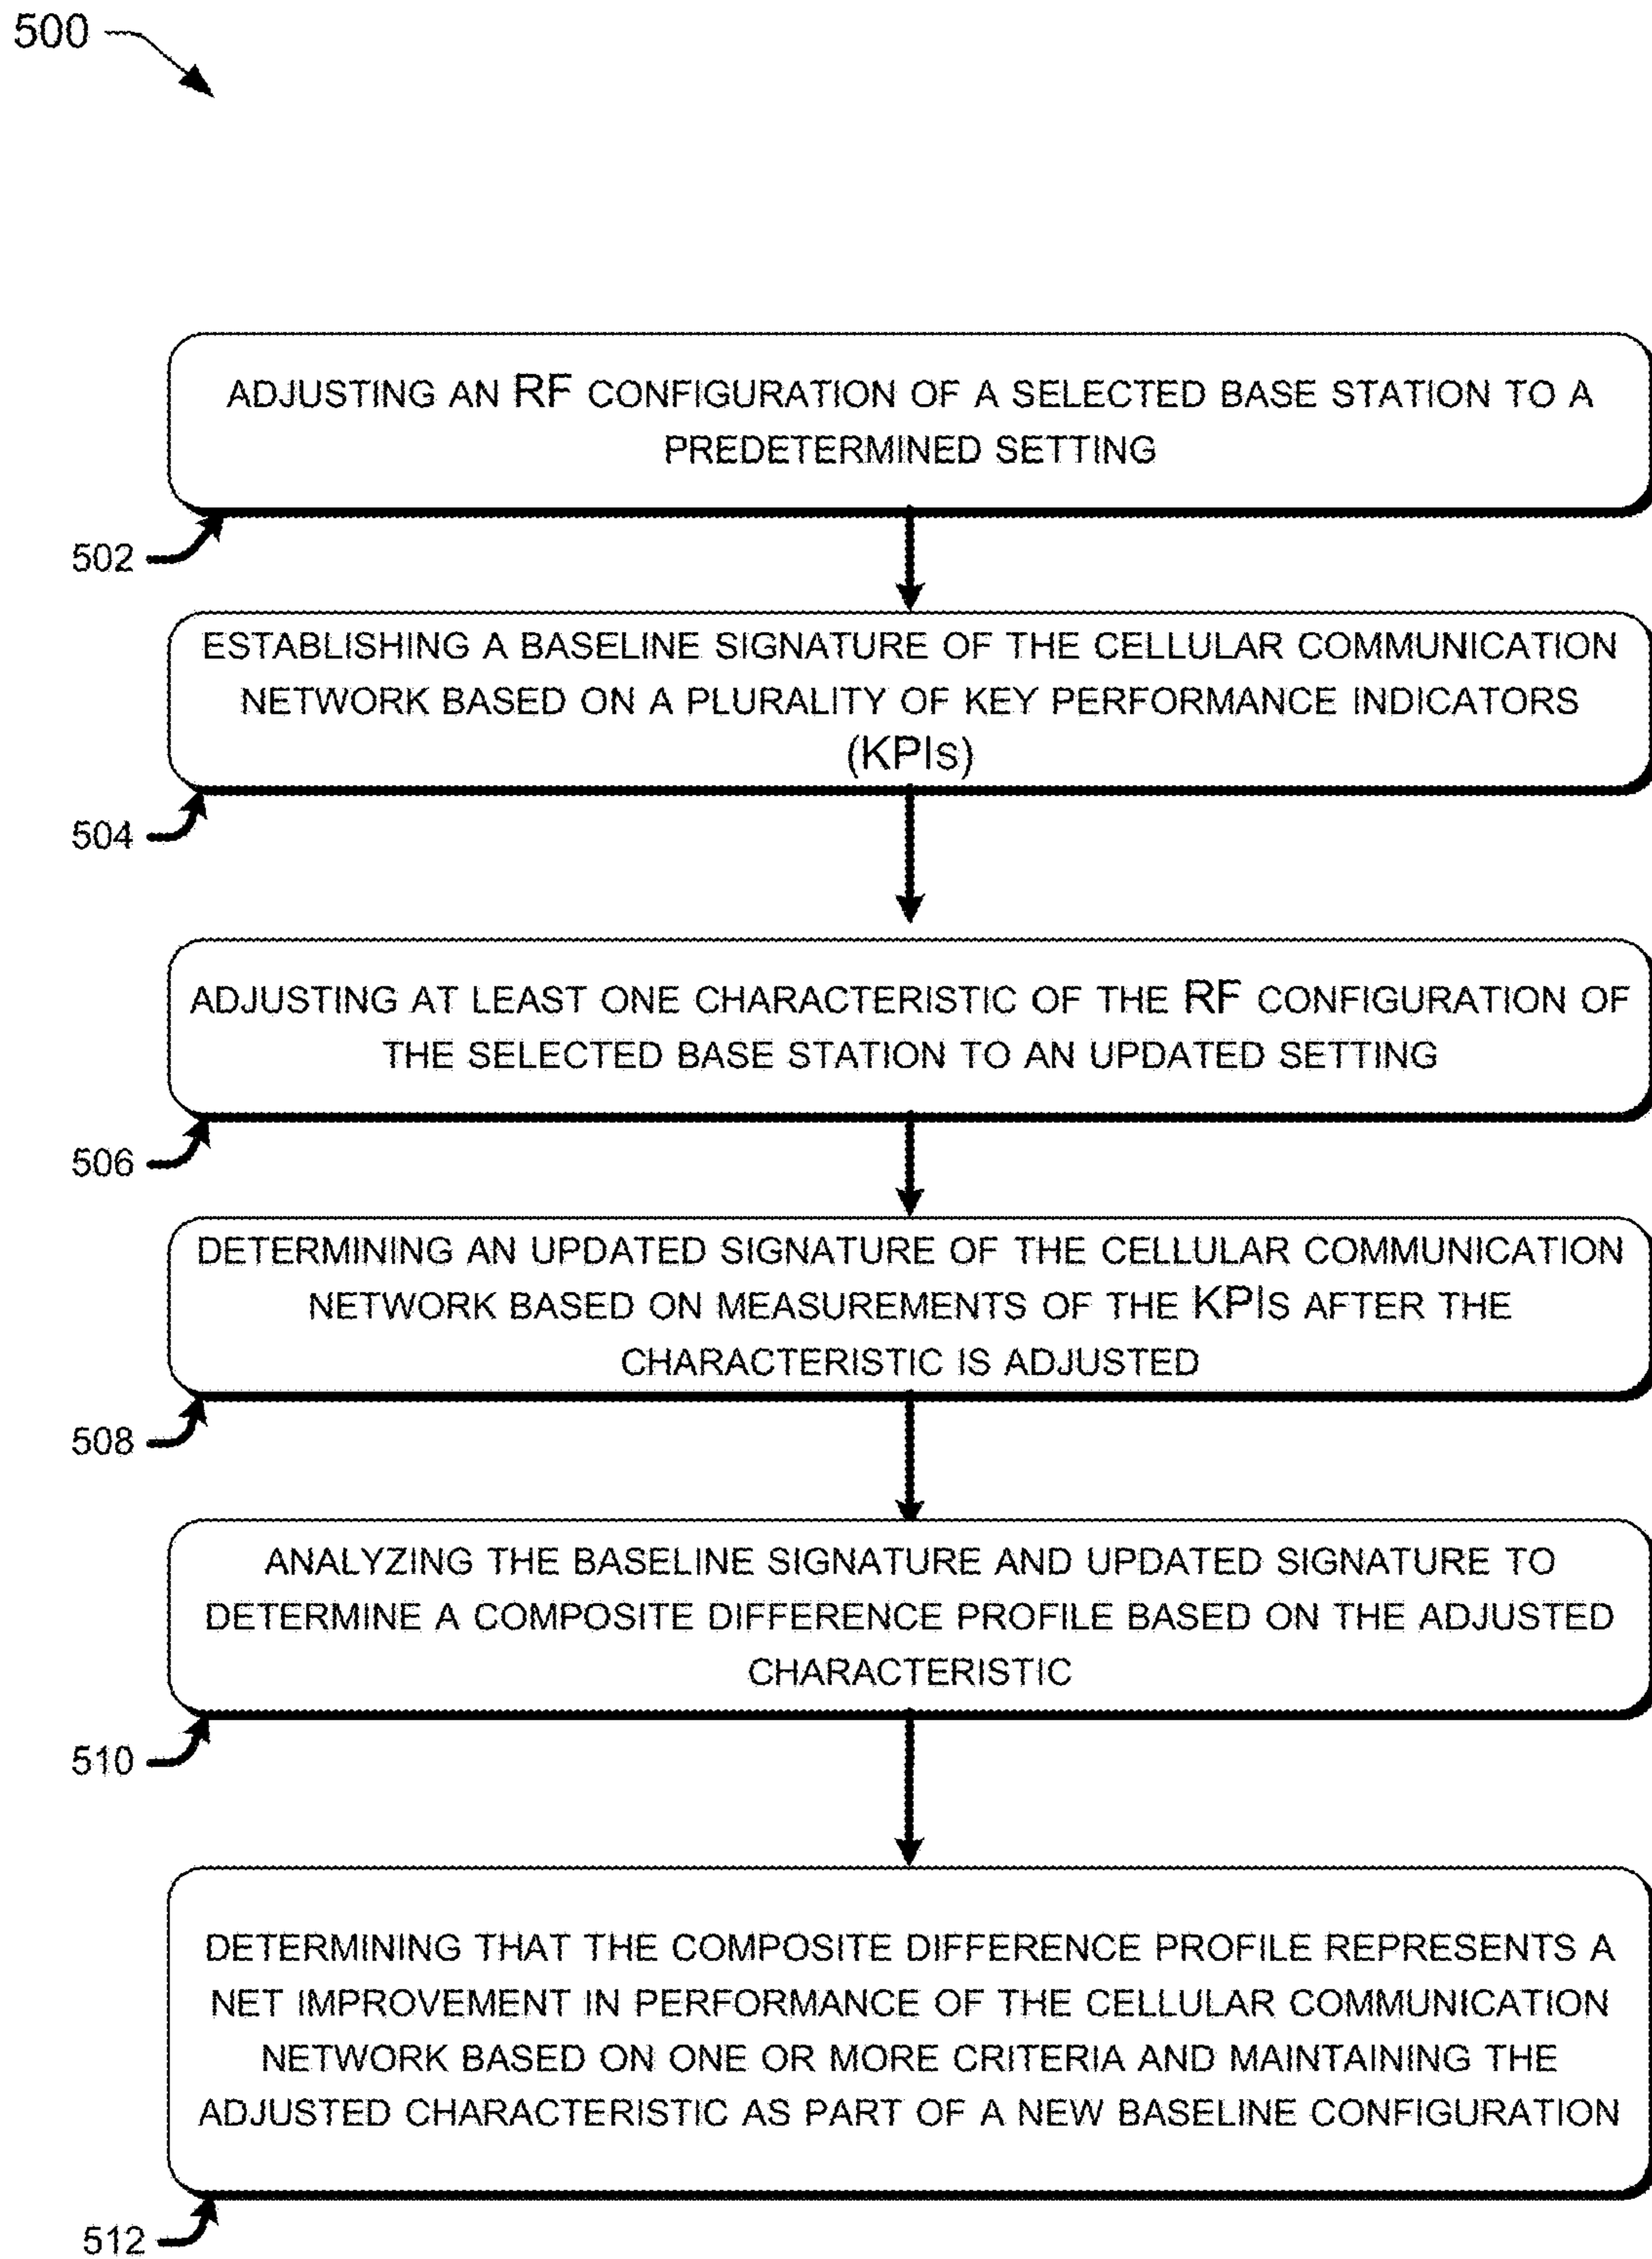 500
ADJUSTING AN RF CONFIGURATION OF A SELECTED BASE STATION TO A
PREDETERMINED SETTING
502
ESTABLISHING A BASELINE SIGNATURE OF THE CELLULAR COMMUNICATION
NETWORK BASED ON A PLURALITY OF KEY PERFORMANCE INDICATORS
(KPIS)
504
ADJUSTING AT LEAST ONE CHARACTERISTIC OF THE RF CONFIGURATION OF
THE SELECTED BASE STATION TO AN UPDATED SETTING
506
DETERMINING AN UPDATED SIGNATURE OF THE CELLULAR COMMUNICATION
NETWORK BASED ON MEASUREMENTS OF THE KPIS AFTER THE
CHARACTERISTIC IS ADJUSTED
508
ANALYZING THE BASELINE SIGNATURE AND UPDATED SIGNATURE TO
DETERMINE A COMPOSITE DIFFERENCE PROFILE BASED ON THE ADJUSTED
CHARACTERISTIC
510
DETERMINING THAT THE COMPOSITE DIFFERENCE PROFILE REPRESENTS A
NET IMPROVEMENT IN PERFORMANCE OF THE CELLULAR COMMUNICATION
NETWORK BASED ON ONE OR MORE CRITERIA AND MAINTAINING THE
ADJUSTED CHARACTERISTIC AS PART OF A NEW BASELINE CONFIGURATION
512